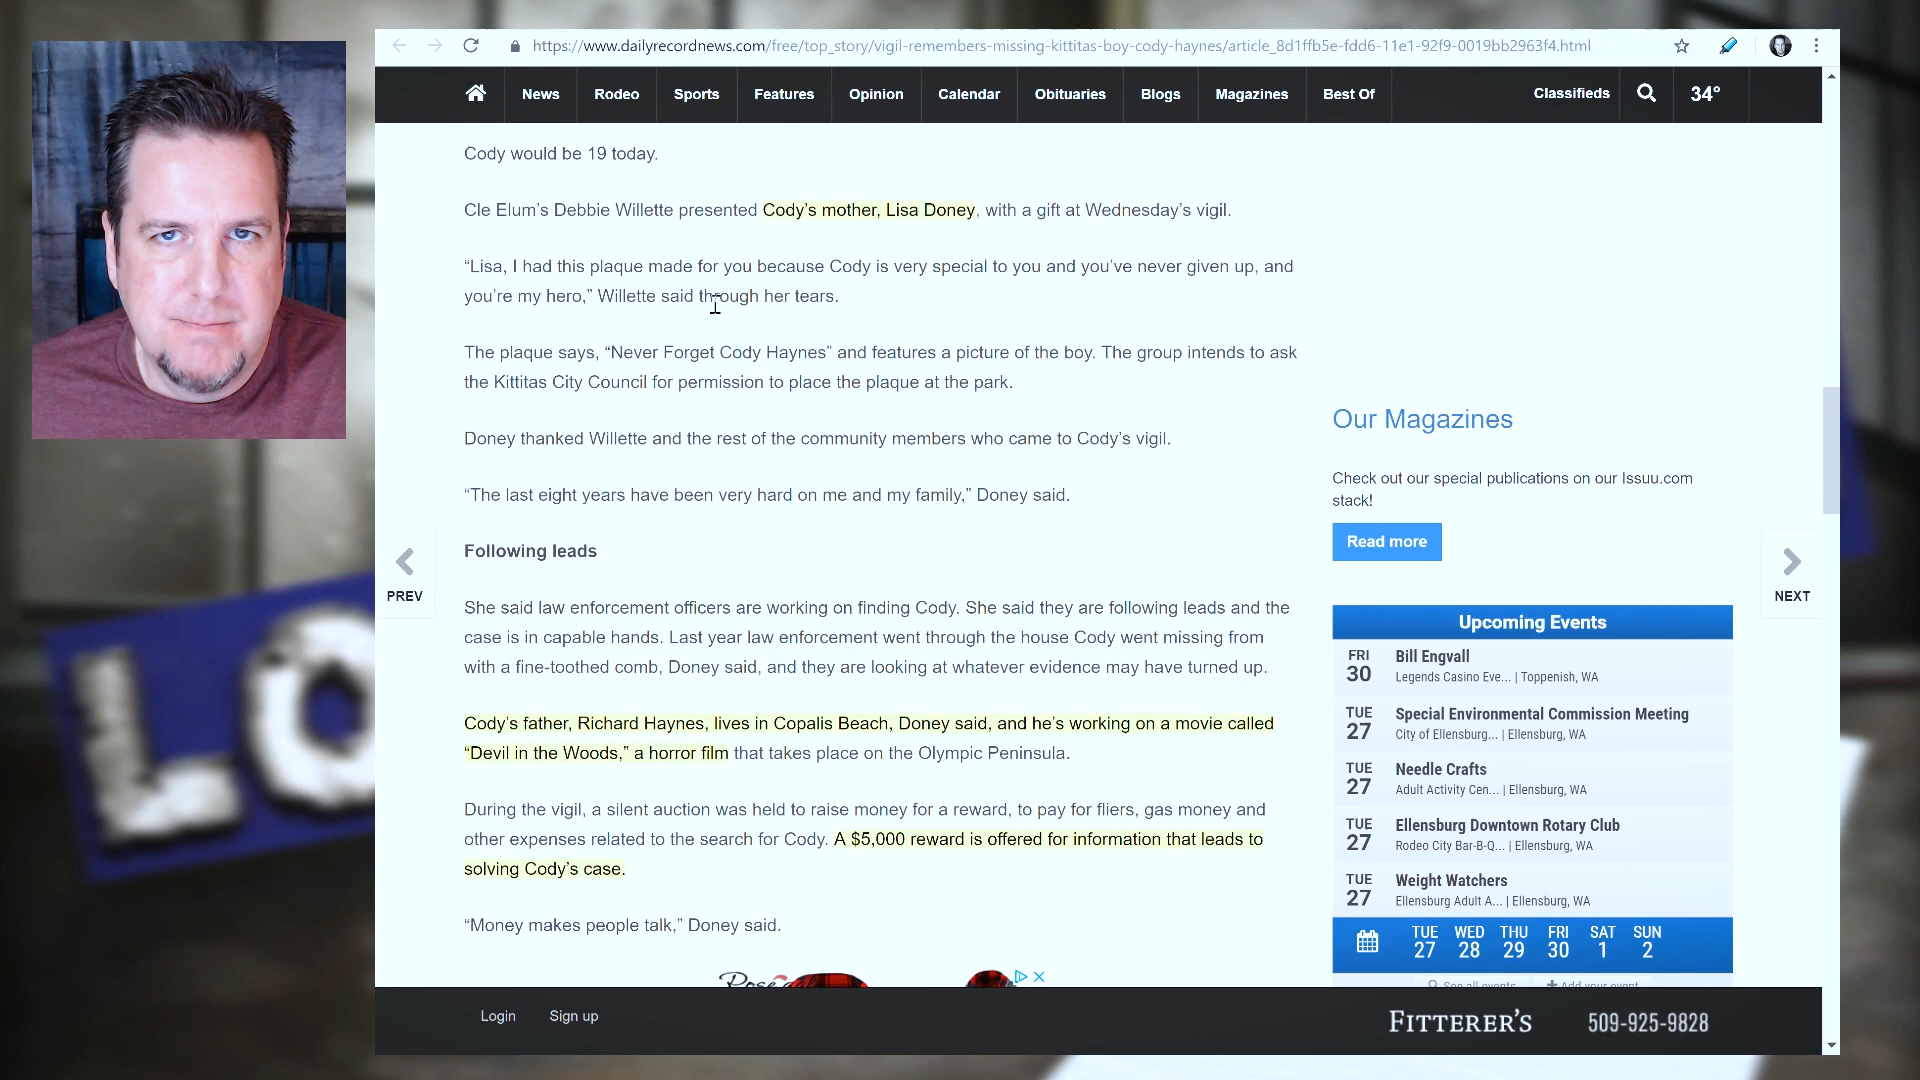 https://www.dailyrecordnews.com/free/top_story/vigil-remembers-missing-kittitas-boy-cody-haynes/article_8d1ffb5e-fdd6-11e1-92f9-0019bb2963f4.html
News Rodeo Sports Features Opinion Calendar Obituaries Blogs Magazines Best Of Classifieds 34°
Cody would be 19 today.
Cle Elum’s Debbie Willette presented Cody’s mother, Lisa Doney, with a gift at Wednesday’s vigil.
“Lisa, I had this plaque made for you because Cody is very special to you and you’ve never given up, and
you’re my hero,” Willette said through her tears.
The plaque says, “Never Forget Cody Haynes” and features a picture of the boy. The group intends to ask
the Kittitas City Council for permission to place the plaque at the park.
Doney thanked Willette and the rest of the community members who came to Cody’s vigil.
“The last eight years have been very hard on me and my family,” Doney said.
Following leads
She said law enforcement officers are working on finding Cody. She said they are following leads and the
case is in capable hands. Last year law enforcement went through the house Cody went missing from
with a fine-toothed comb, Doney said, and they are looking at whatever evidence may have turned up.
Cody’s father, Richard Haynes, lives in Copalis Beach, Doney said, and he’s working on a movie called
“Devil in the Woods,” a horror film that takes place on the Olympic Peninsula.
During the vigil, a silent auction was held to raise money for a reward, to pay for fliers, gas money and
other expenses related to the search for Cody. A $5,000 reward is offered for information that leads to
solving Cody’s case.
“Money makes people talk,” Doney said.
PREV
NEXT
Our Magazines
Check out our special publications on our Issuu.com
stack!
Read more
Upcoming Events
FRI
30
Bill Engvall
Legends Casino Eve... | Toppenish, WA
TUE
27
Special Environmental Commission Meeting
City of Ellensburg... | Ellensburg, WA
TUE
27
Needle Crafts
Adult Activity Cen... | Ellensburg, WA
TUE
27
Ellensburg Downtown Rotary Club
Rodeo City Bar-B-Q... | Ellensburg, WA
TUE
27
Weight Watchers
Ellensburg Adult A... | Ellensburg, WA
TUE WED THU FRI SAT SUN
27 28 29 30 1 2
See all events Add your event
Login Sign up
FITTERER'S 509-925-9828
LO